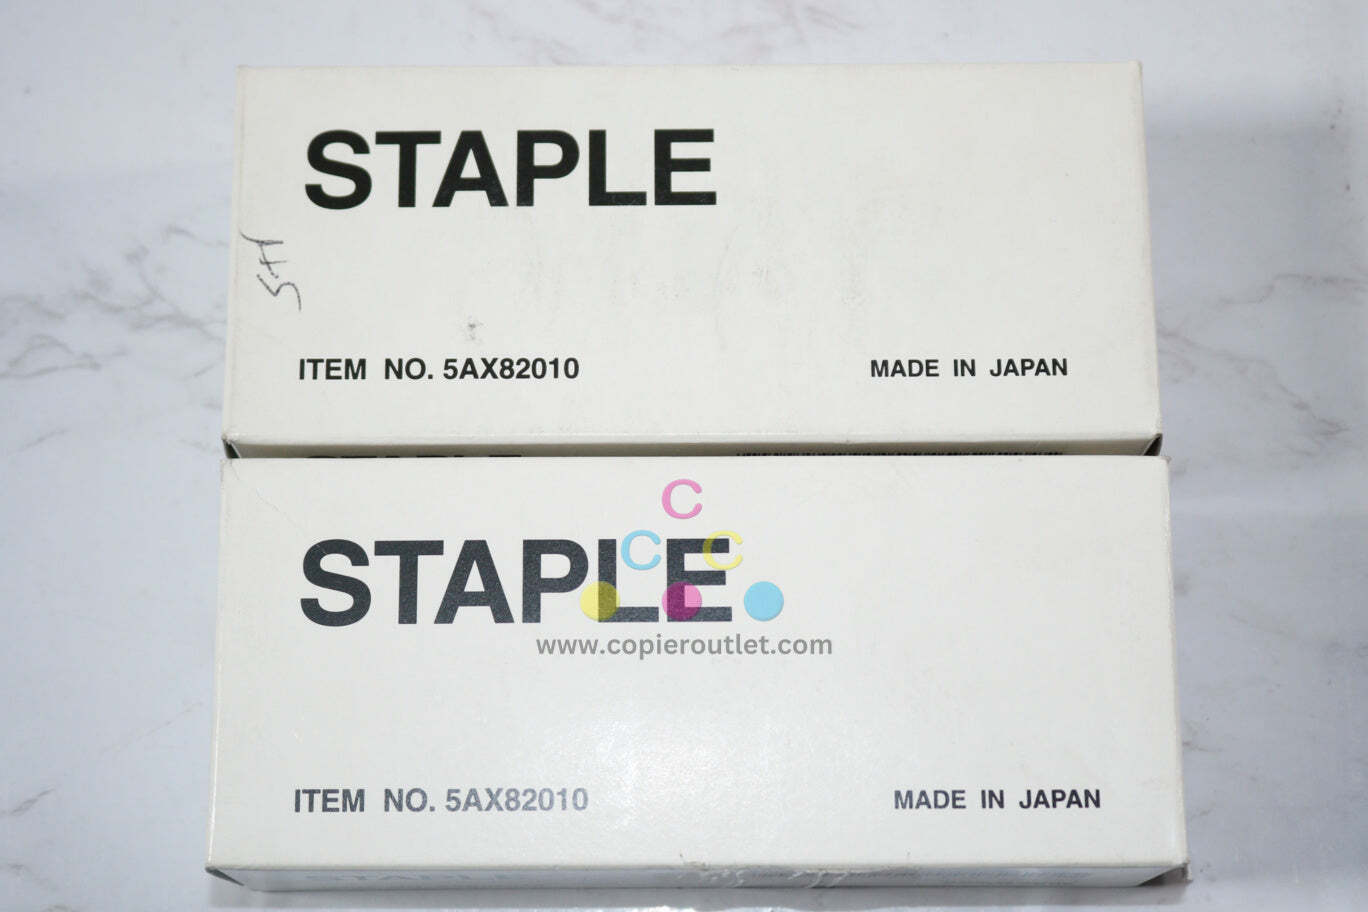 STAPLE
ITEM NO. 5AX82010
MADE IN JAPAN
C
C C
STAPLE
www.copieroutlet.com
ITEM NO. 5AX82010
MADE IN JAPAN